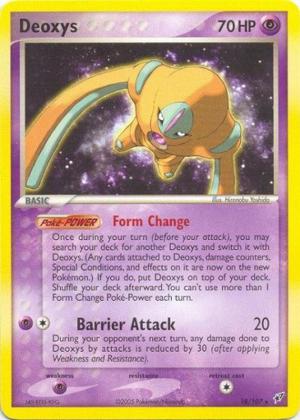 Deoxys
70 HP
Illus. Hironobu Yoshida
BASIC
Poké-POWER Form Change
Once during your turn (before your attack), you may
search your deck for another Deoxys and switch it with
Deoxys. (Any cards attached to Deoxys, damage counters,
Special Conditions, and effects on it are now on the new
Pokémon.) If you do, put Deoxys on top of your deck.
Shuffle your deck afterward. You can't use more than 1
Form Change Poké-Power each turn.
Barrier Attack 20
During your opponent's next turn, any damage done to
Deoxys by attacks is reduced by 30 (after applying
Weakness and Resistance).
weakness
resistance
retreat cost
©2005 Pokémon/Nintendo
18/107